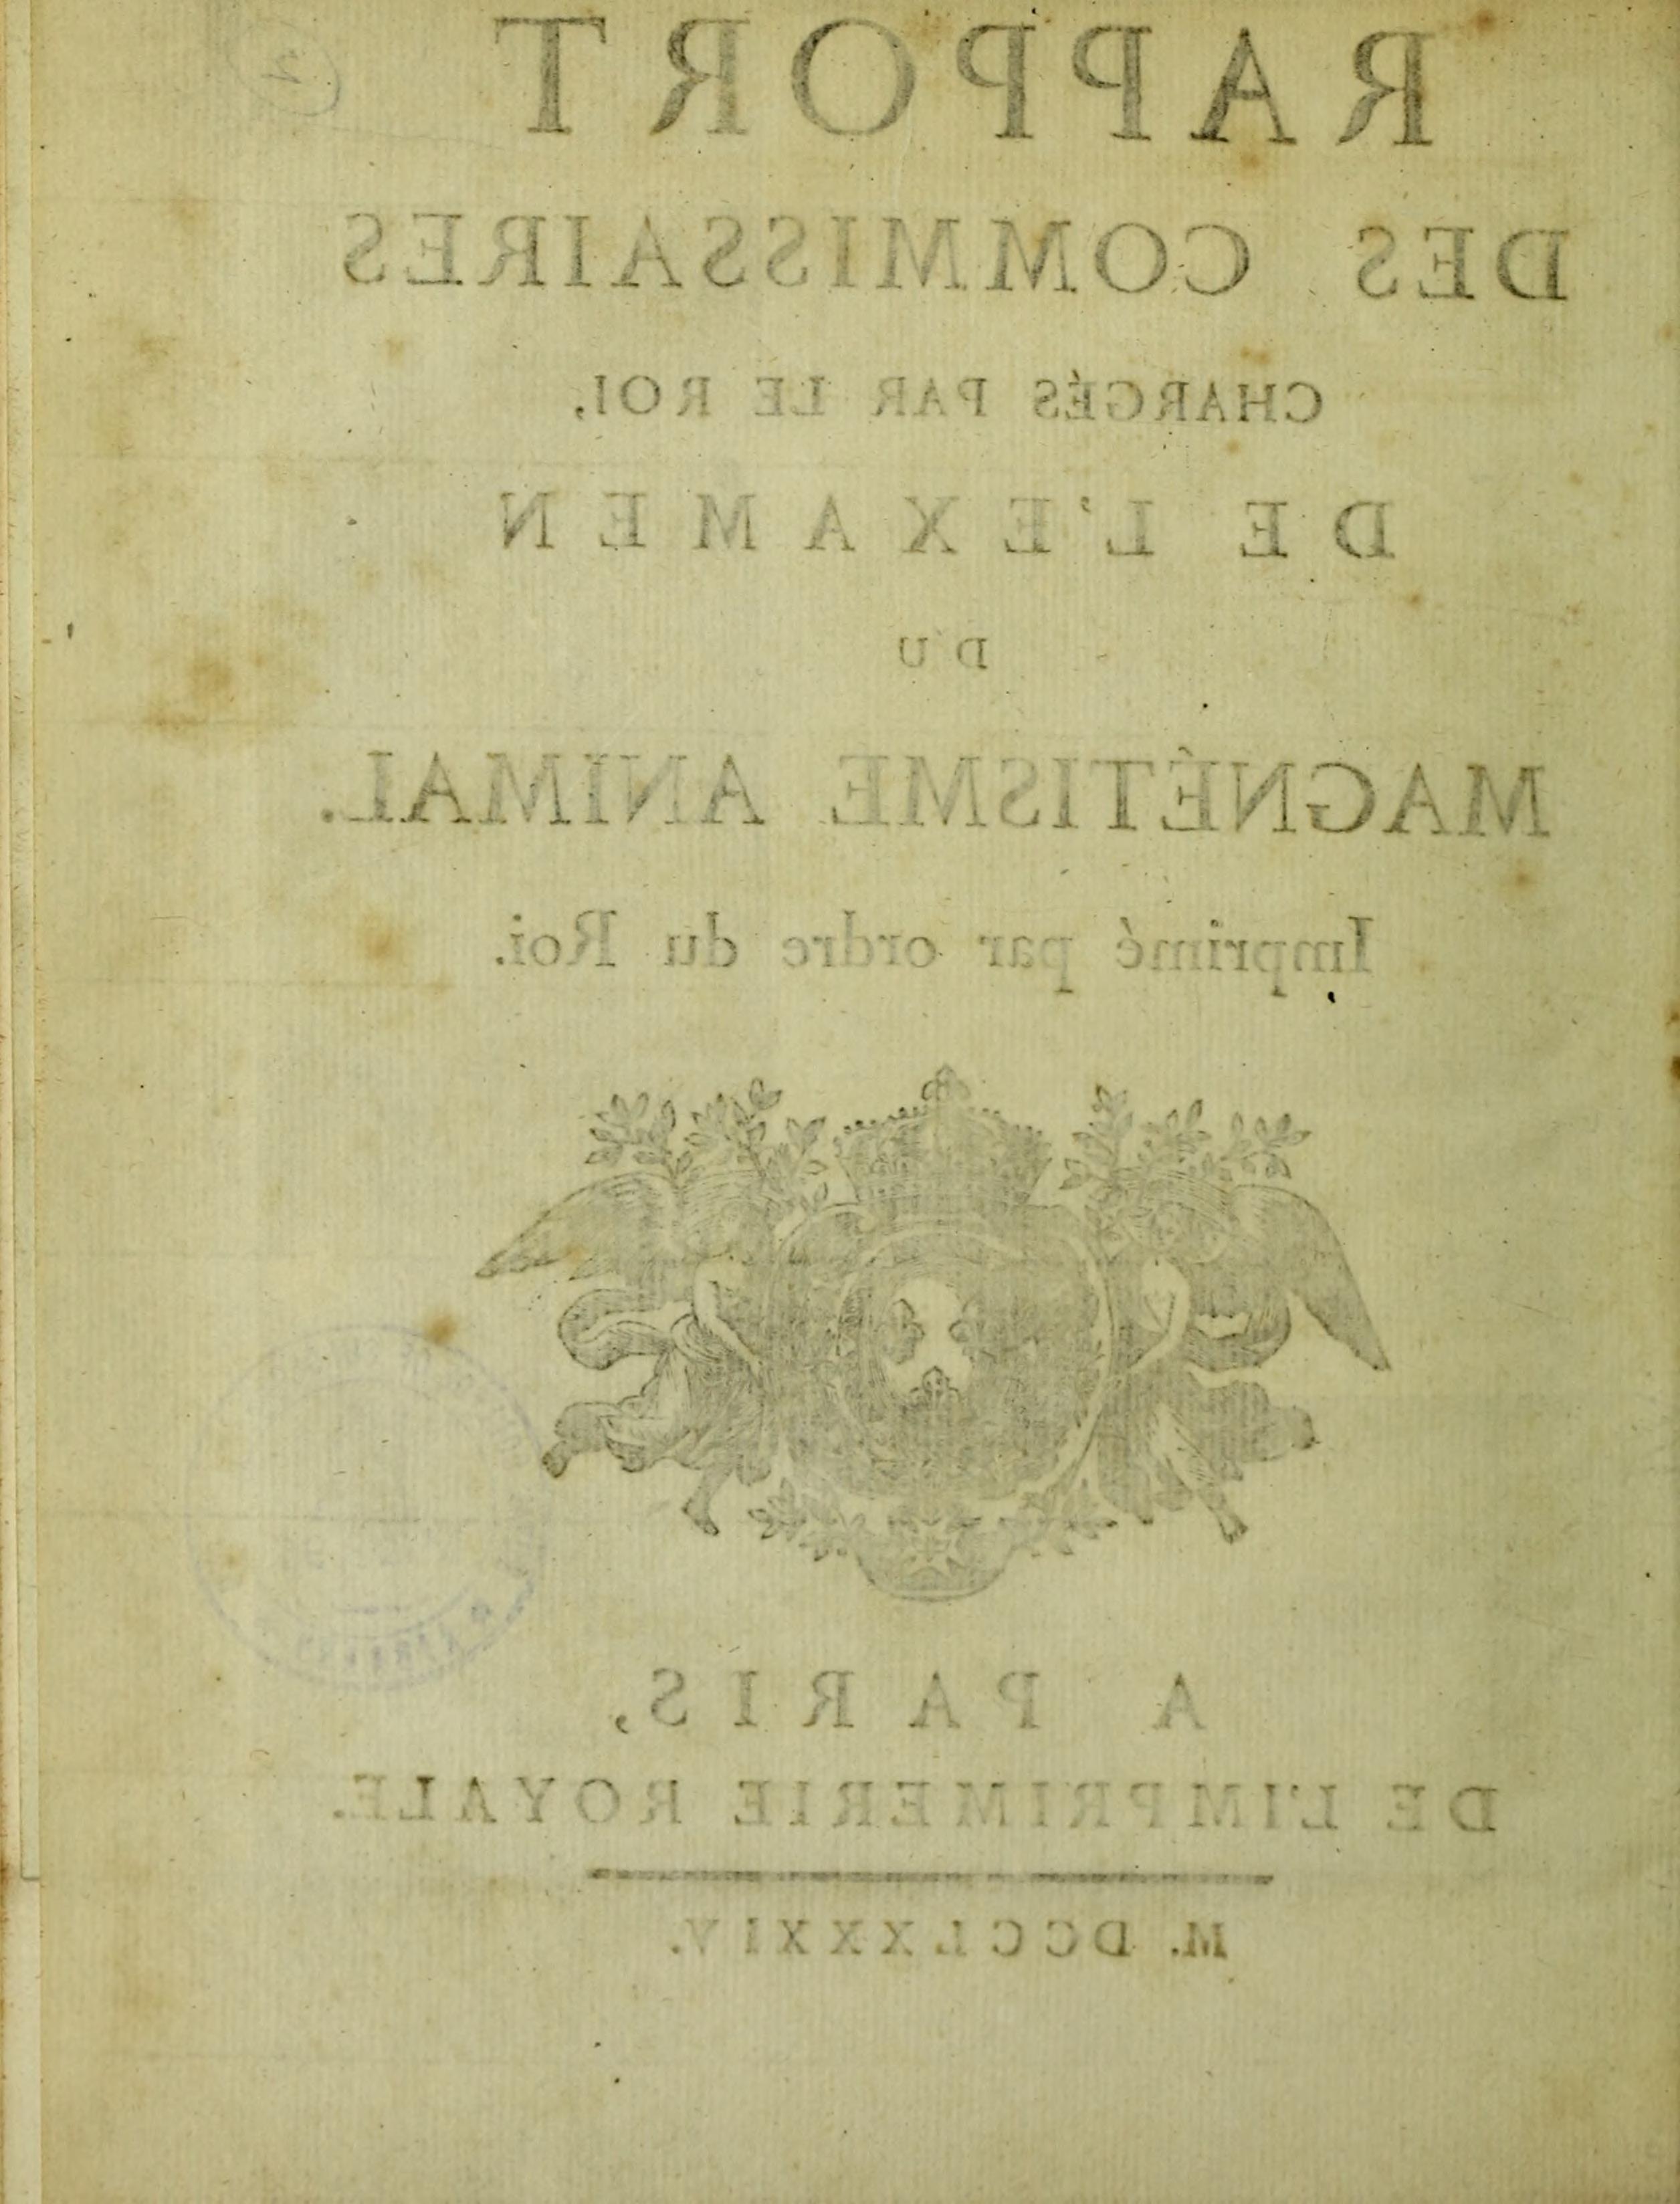 RAPPORT
DES COMMISSAIRES
CHARGÉS PAR LE ROI,
DE L'EXAMEN
DU
MAGNÉTISME ANIMAL.
Imprimé par ordre du Roi.
A PARIS,
DE L'IMPRIMERIE ROYALE.
M. DCCLXXXIV.